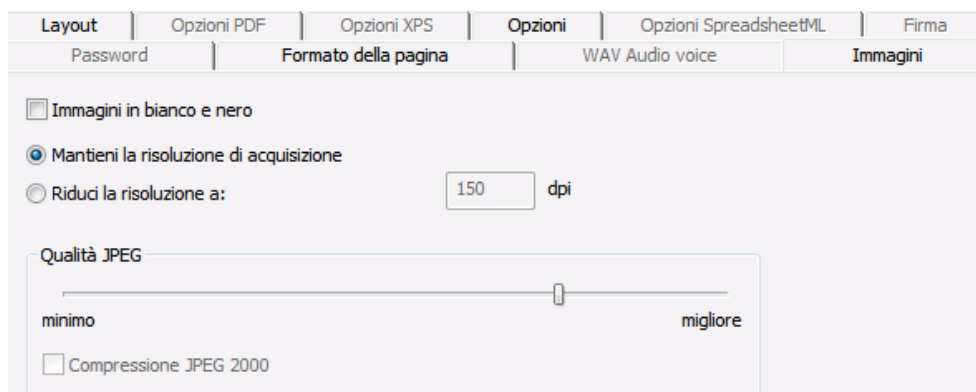 Layout Opzioni PDF Opzioni XPS Opzioni Opzioni SpreadsheetML Firma
Password Formato della pagina WAV Audio voice Immagini
Immagini in bianco e nero
Mantieni la risoluzione di acquisizione
Riduci la risoluzione a: 150 dpi
Qualità JPEG
minimo migliore
Compressione JPEG 2000